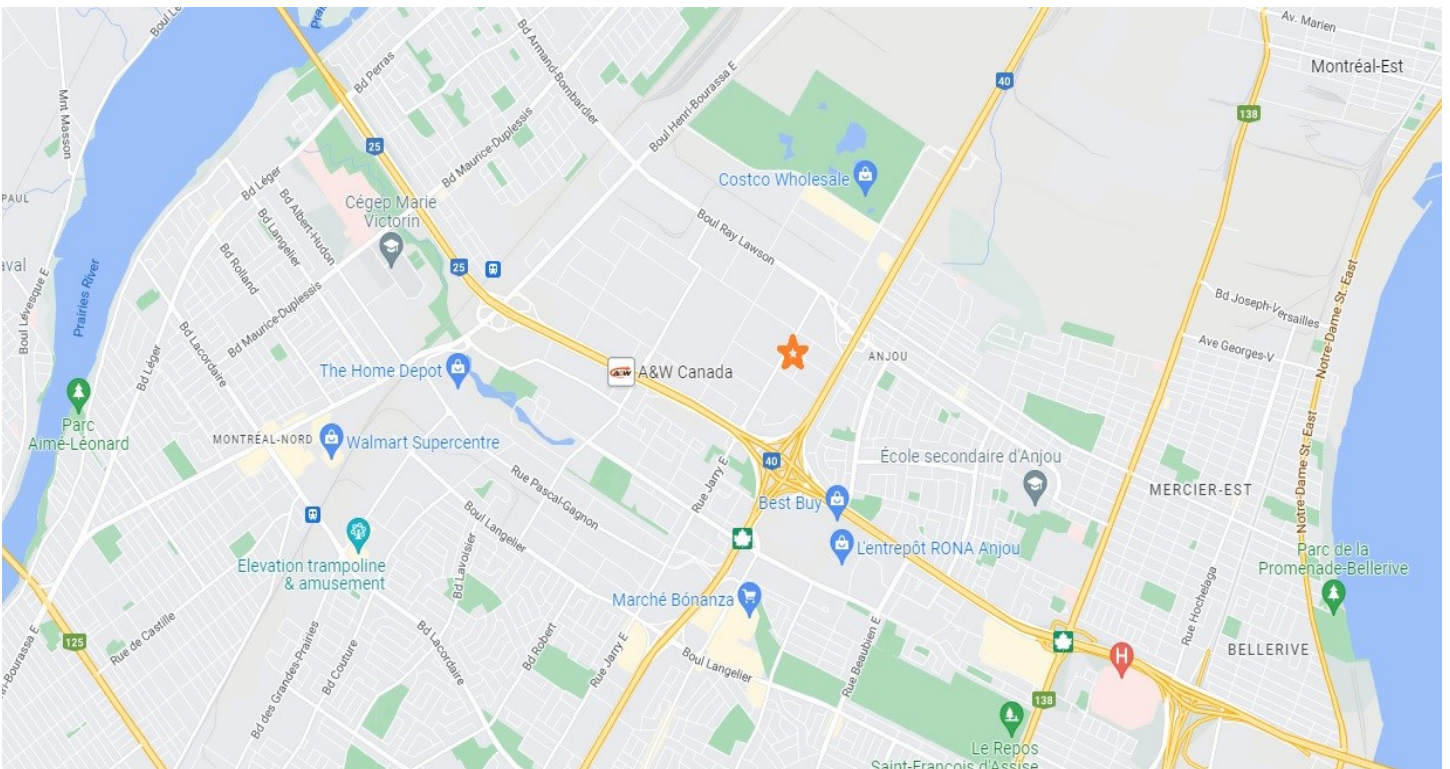 Av. Marien
Montréal-Est
Bd Perras
Bd Armand-Bombardier
Boul Henri-Bourassa E
40
138
Mnt Masson
25
Bd Maurice-Duplessis
Costco Wholesale
Bd Léger
Bd Albert-Hudon
Bd Langelier
Bd Rolland
Cégep Marie
Victorin
Boul Ray Lawson
25
Prairies River
Boul Lévesque E
Bd Maurice-Duplessis
Bd Lacordaire
Bd Léger
Bd Joseph-Versailles
Ave Georges-V
Notre-Dame St. East
The Home Depot
A&W
A&W Canada
ANJOU
Parc
Aimé-Léonard
MONTRÉAL-NORD
Walmart Supercentre
40
Rue Jarry E
École secondaire d'Anjou
MERCIER-EST
Notre-Dame St. East
Best Buy
Rue Pascal-Gagnon
Boul Langelier
L'entrepôt RONA Anjou
Elevation trampoline
& amusement
Bd Lavoisier
Parc de la
Promenade-Bellerive
Marché Bónanza
Rue Hochelaga
125
Rue de Castille
Bd des Grandes-Prairies
Bd Couture
Bd Lacordaire
Bd Robert
Rue Jarry E
Boul Langelier
Rue Beaubien E
H
BELLERIVE
138
Le Repos
Saint-François d'Assise